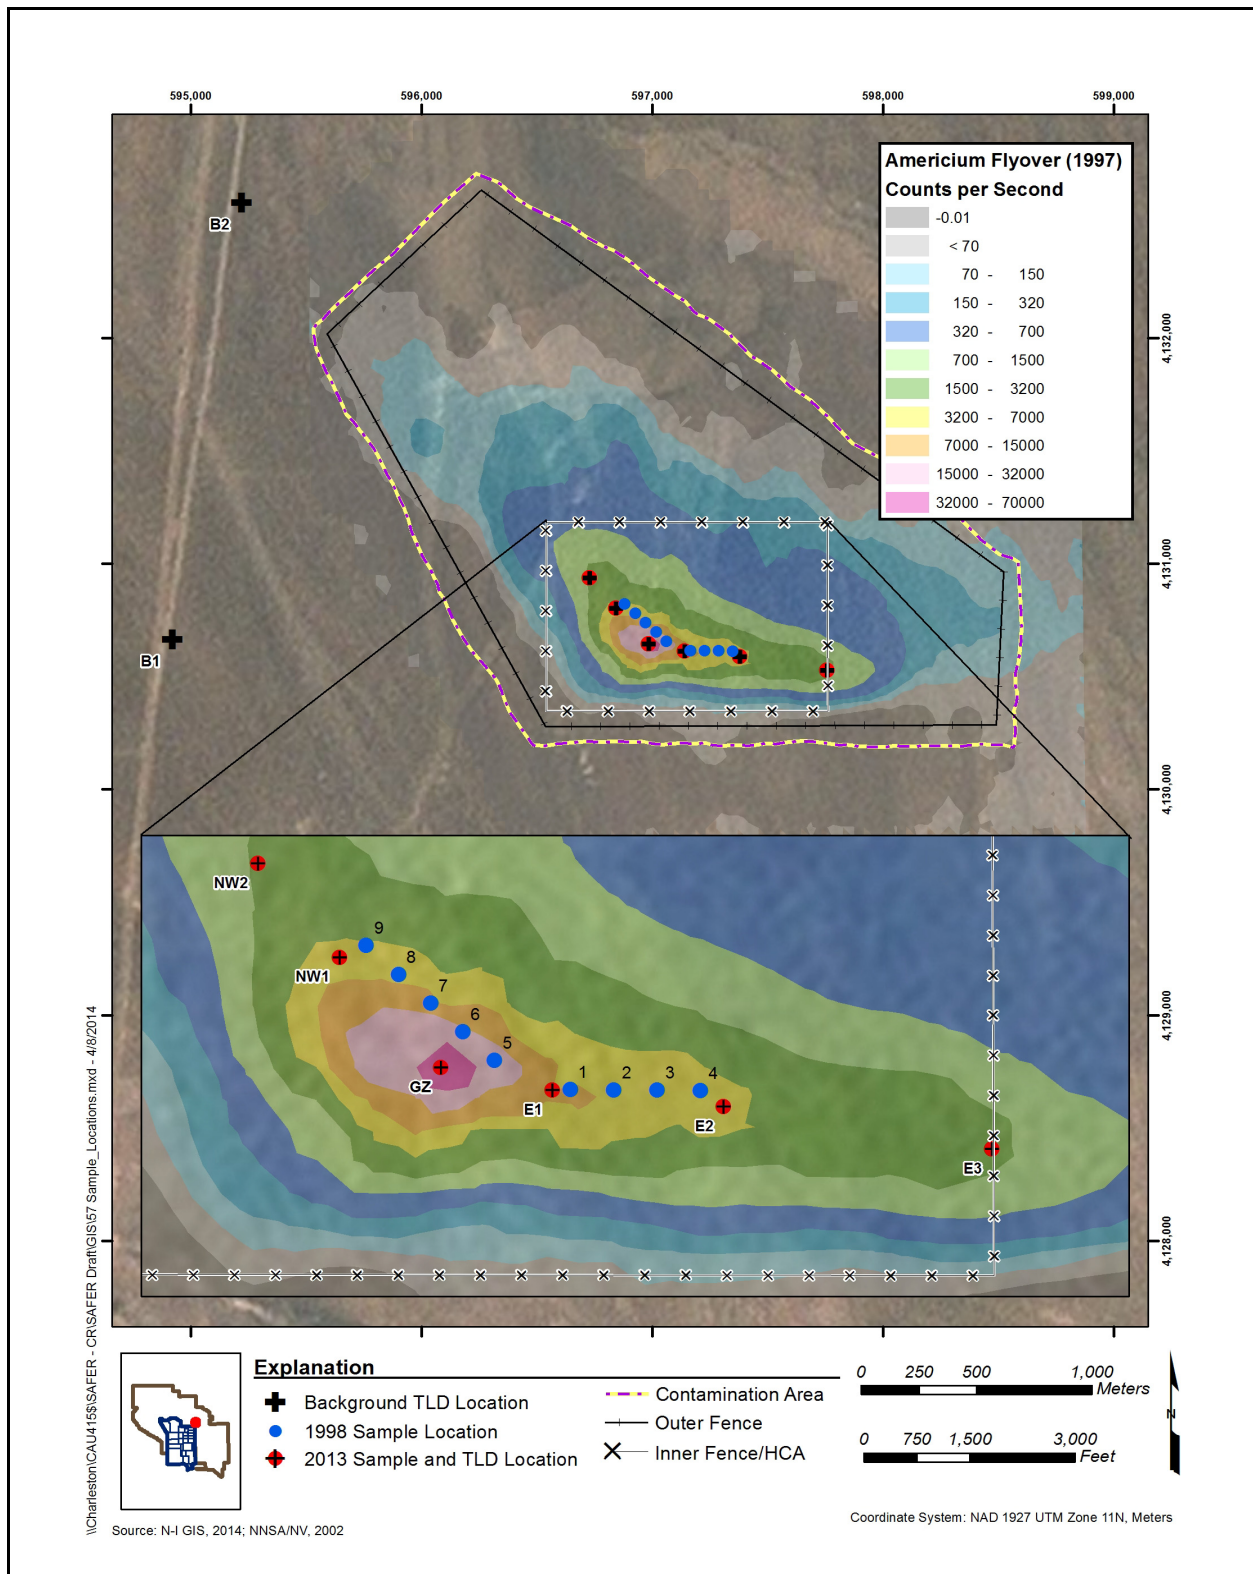 595,000 596,000 597,000 598,000 599,000
Americium Flyover (1997)
Counts per Second
-0.01
< 70
70 - 150
150 - 320
320 - 700
700 - 1500
1500 - 3200
3200 - 7000
7000 - 15000
15000 - 32000
32000 - 70000
B2
B1
4,132,000
4,131,000
4,130,000
4,129,000
4,128,000
NW2
9
NW1
8
7
6
5
GZ
E1
1
2
3
4
E2
E3
\\Charleston\CAU415$\SAFER - CR\SAFER Draft\GIS\57 Sample_Locations.mxd - 4/8/2014
Explanation
Background TLD Location
1998 Sample Location
2013 Sample and TLD Location
Contamination Area
Outer Fence
Inner Fence/HCA
0 250 500 1,000
Meters
0 750 1,500 3,000
Feet
N
Source: N-I GIS, 2014; NNSA/NV, 2002
Coordinate System: NAD 1927 UTM Zone 11N, Meters